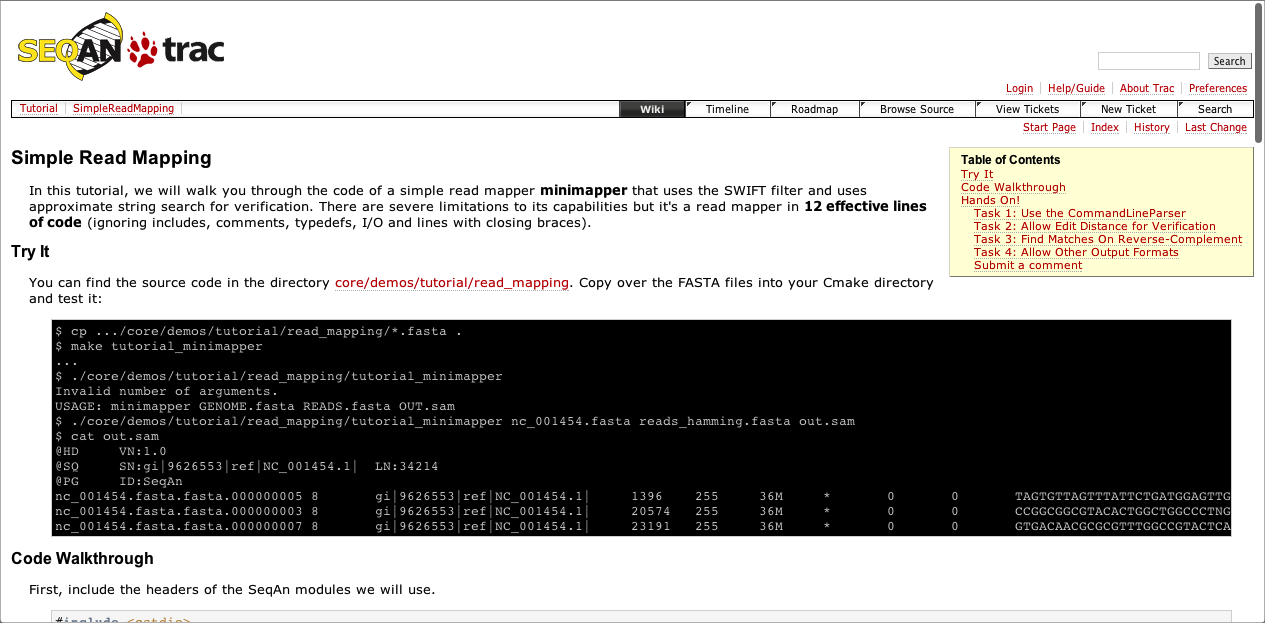 SEQAN trac
Search
Login Help/Guide About Trac Preferences
Tutorial SimpleReadMapping Wiki Timeline Roadmap Browse Source View Tickets New Ticket Search
Start Page Index History Last Change
Simple Read Mapping
In this tutorial, we will walk you through the code of a simple read mapper minimapper that uses the SWIFT filter and uses
approximate string search for verification. There are severe limitations to its capabilities but it's a read mapper in 12 effective lines
of code (ignoring includes, comments, typedefs, I/O and lines with closing braces).
Table of Contents
Try It
Code Walkthrough
Hands On!
Task 1: Use the CommandLineParser
Task 2: Allow Edit Distance for Verification
Task 3: Find Matches On Reverse-Complement
Task 4: Allow Other Output Formats
Submit a comment
Try It
You can find the source code in the directory core/demos/tutorial/read_mapping. Copy over the FASTA files into your Cmake directory
and test it:
$ cp .../core/demos/tutorial/read_mapping/*.fasta .
$ make tutorial_minimapper
...
$ ./core/demos/tutorial/read_mapping/tutorial_minimapper
Invalid number of arguments.
USAGE: minimapper GENOME.fasta READS.fasta OUT.sam
$ ./core/demos/tutorial/read_mapping/tutorial_minimapper nc_001454.fasta reads_hamming.fasta out.sam
$ cat out.sam
@HD VN:1.0
@SQ SN:gi|9626553|ref|NC_001454.1| LN:34214
@PG ID:SeqAn
nc_001454.fasta.fasta.000000005 8 gi|9626553|ref|NC_001454.1| 1396 255 36M * 0 0 TAGTGTTAGTTTATTCTGATGGAGTTG
nc_001454.fasta.fasta.000000003 8 gi|9626553|ref|NC_001454.1| 20574 255 36M * 0 0 CCGGCGGCGTACACTGGCTGGCCCTNG
nc_001454.fasta.fasta.000000007 8 gi|9626553|ref|NC_001454.1| 23191 255 36M * 0 0 GTGACAACGCGCGTTTGGCCGTACTCA
Code Walkthrough
First, include the headers of the SeqAn modules we will use.
#include <cstdio>